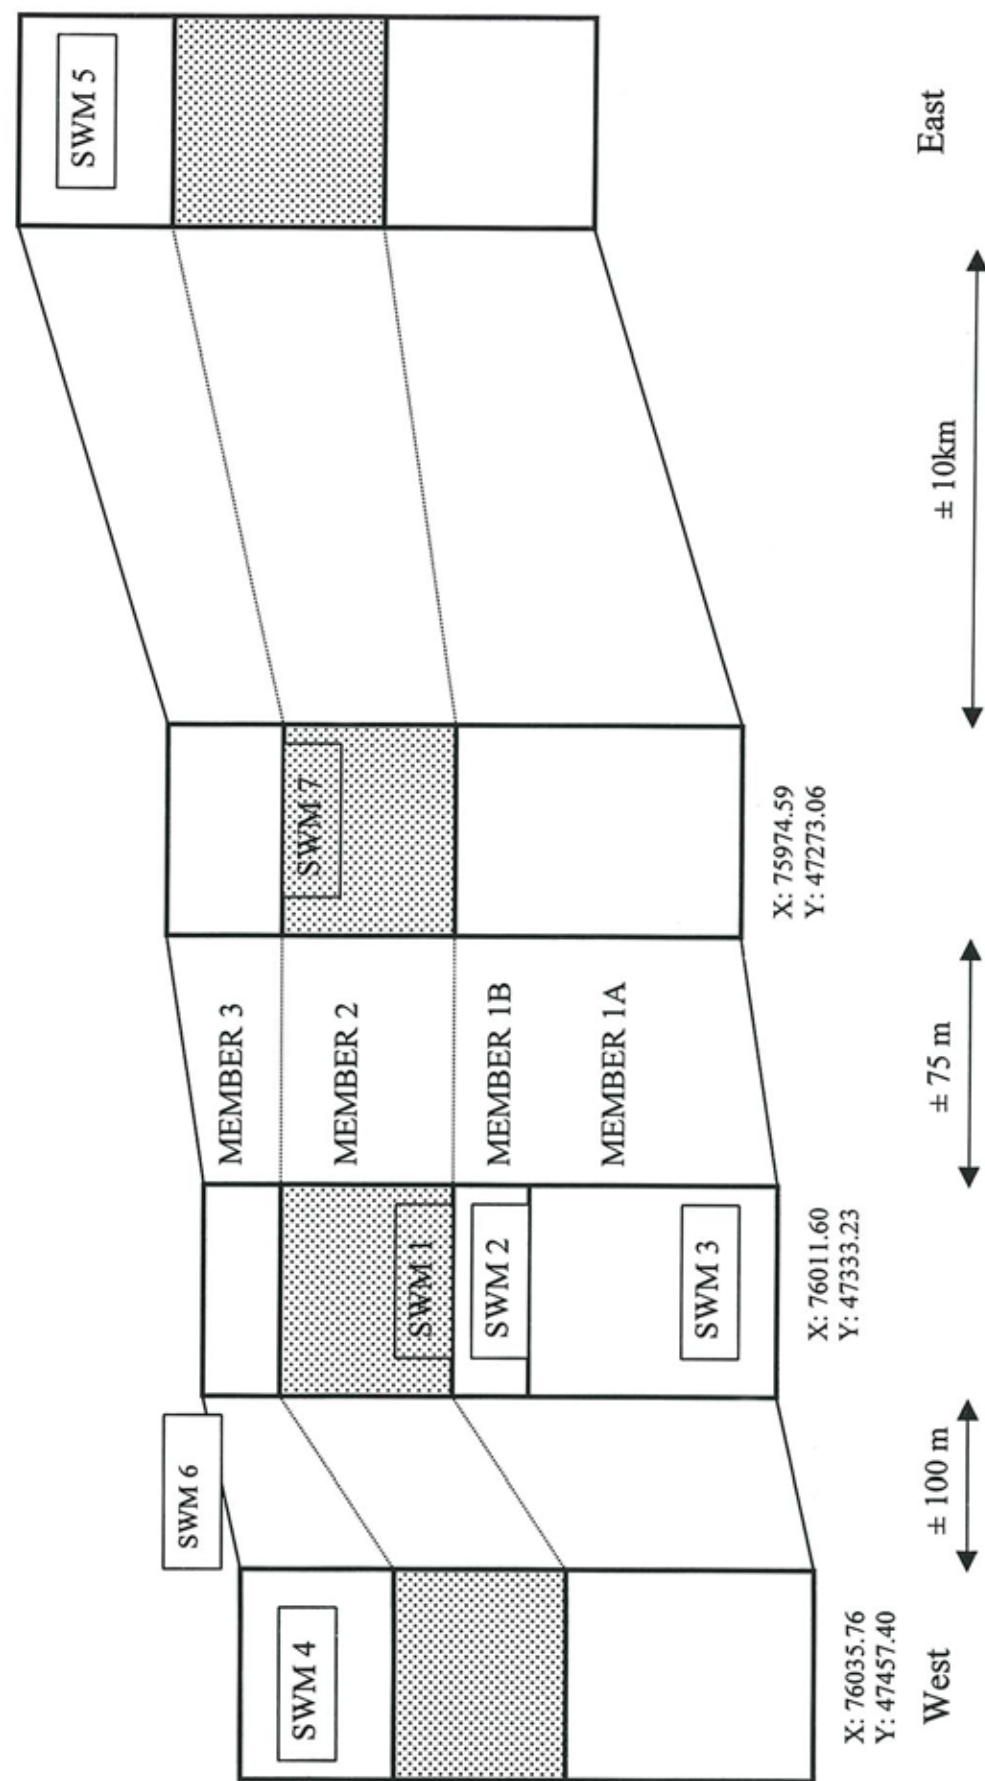 SWM 6
SWM 5
SWM 4
SWM 7
SWM 1
SWM 2
SWM 3
MEMBER 3
MEMBER 2
MEMBER 1B
MEMBER 1A
X: 76035.76
Y: 47457.40
X: 76011.60
Y: 47333.23
X: 75974.59
Y: 47273.06
West
± 100 m
± 75 m
± 10km
East